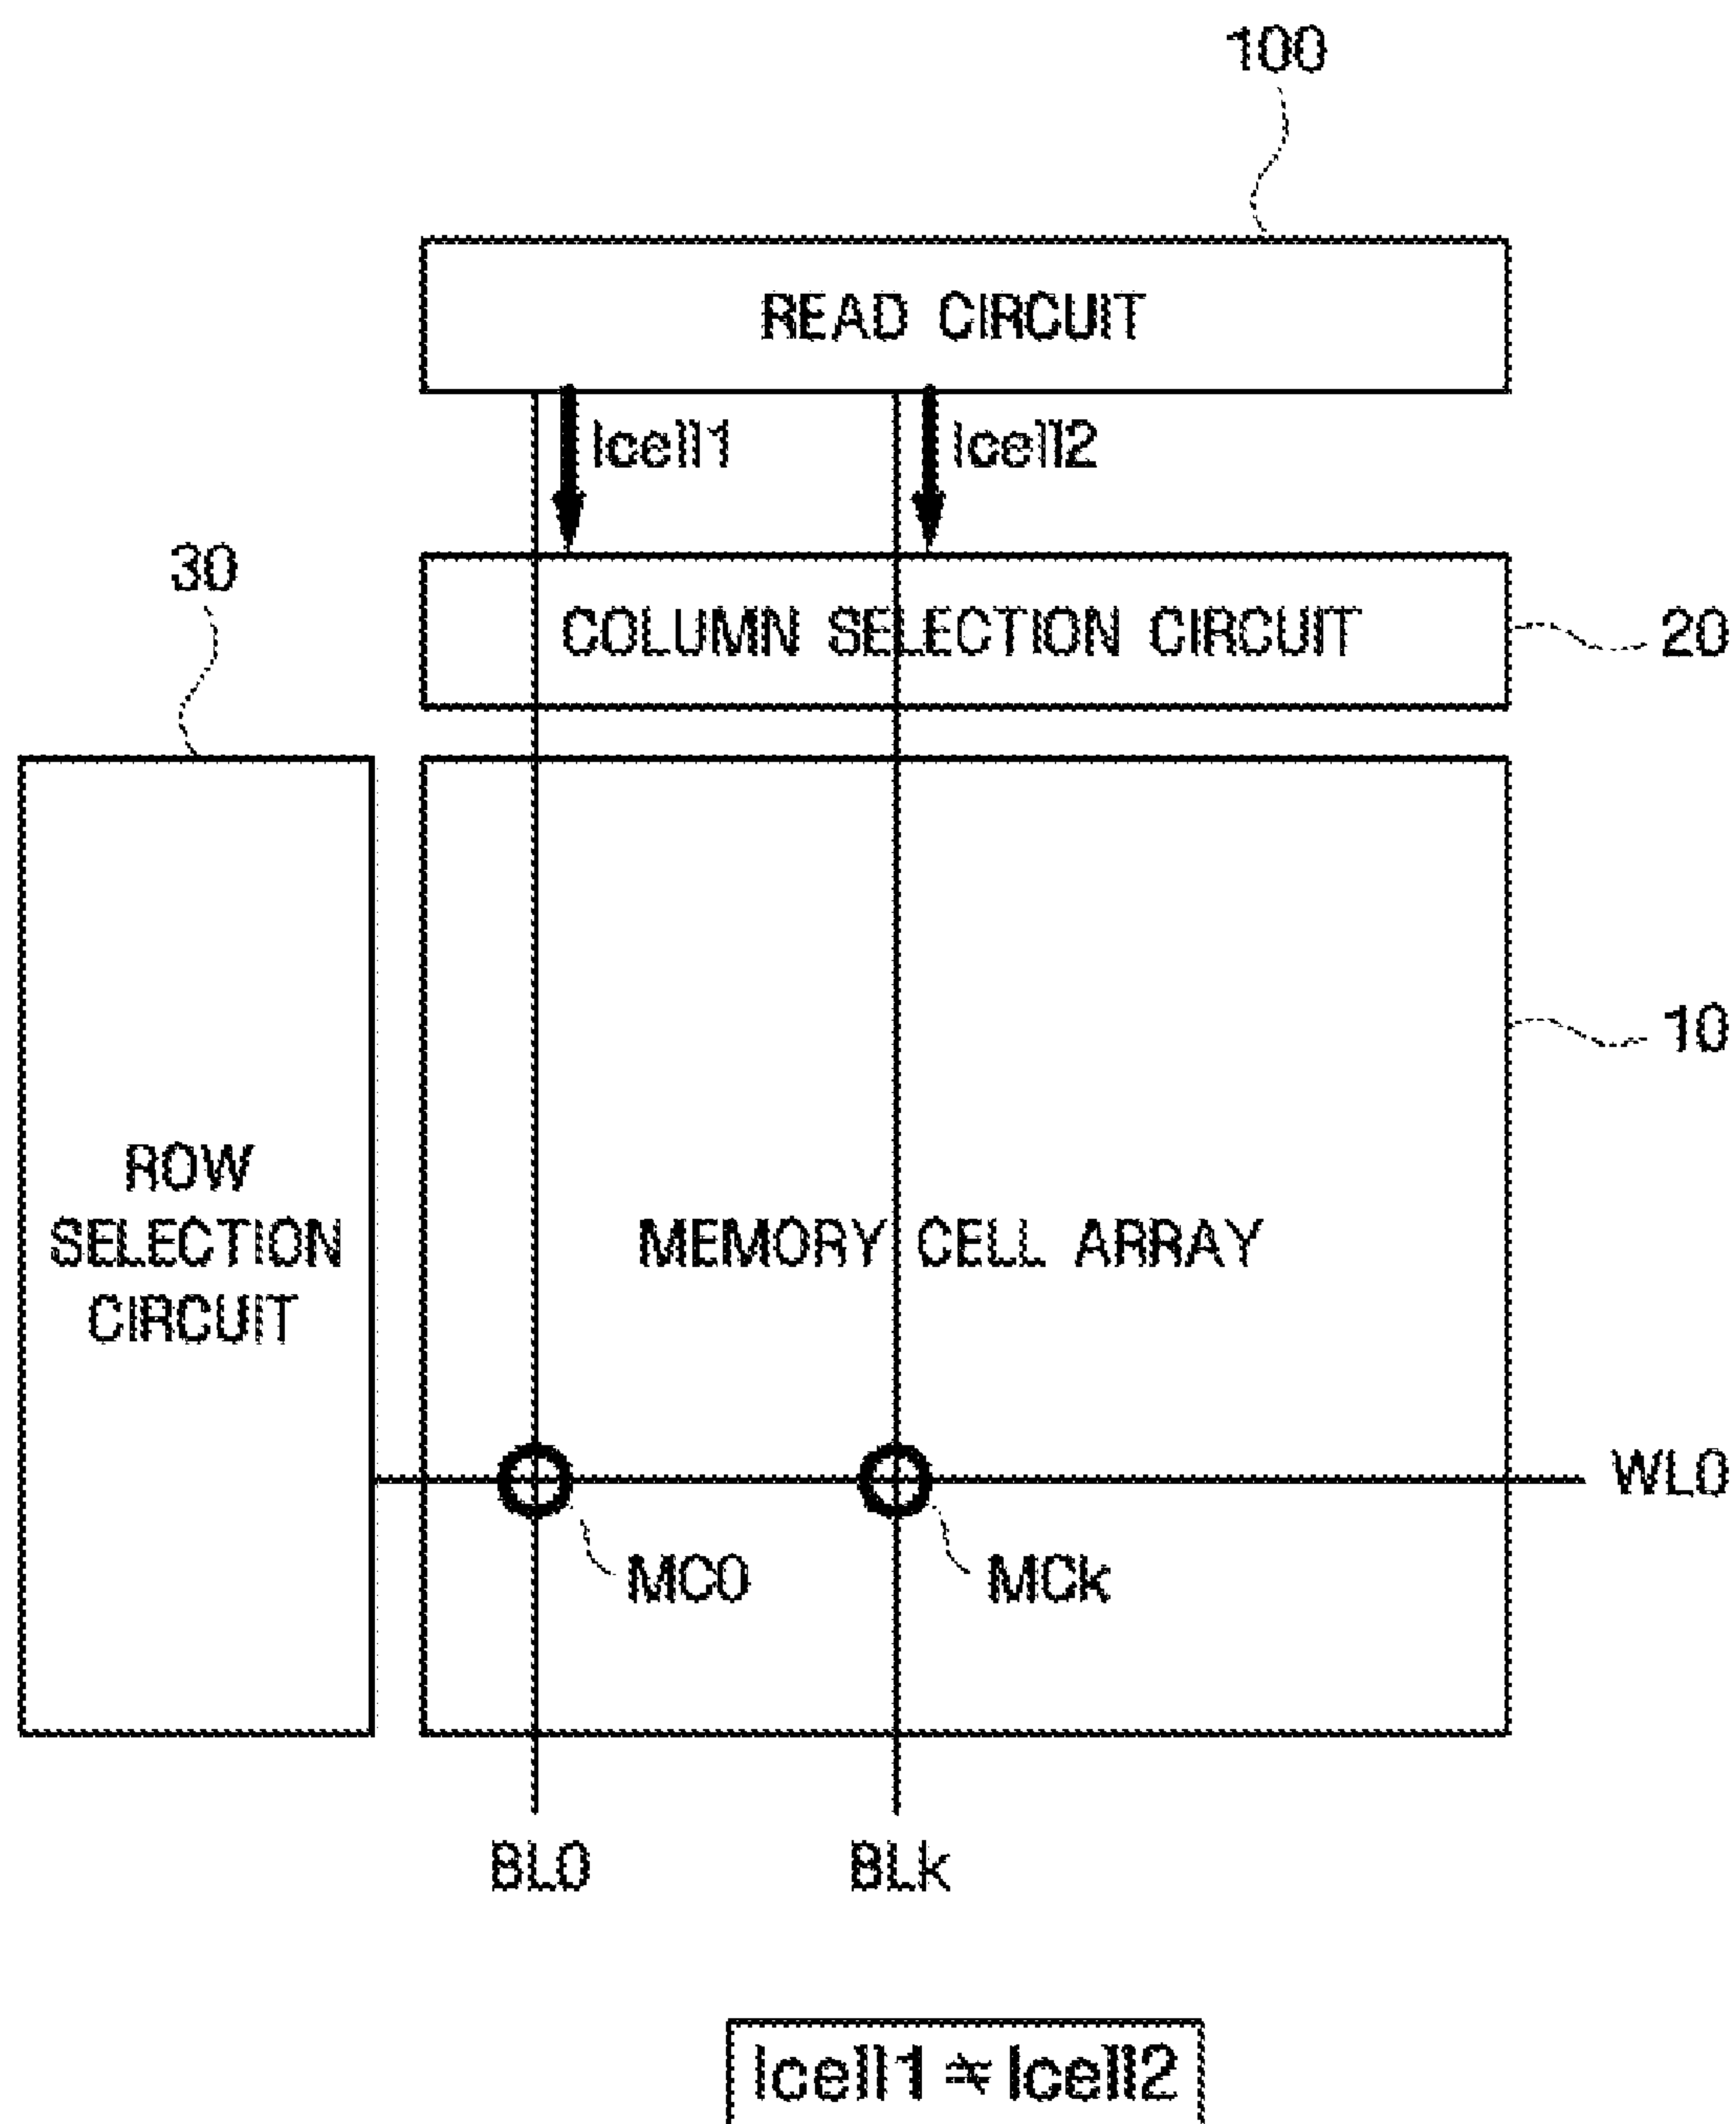 100
READ CIRCUIT
Icell1
Icell2
30
COLUMN SELECTION CIRCUIT
20
10
ROW
SELECTION
CIRCUIT
MEMORY CELL ARRAY
WL0
MC0
MCk
BL0
BLk
Icell1 ≠ Icell2